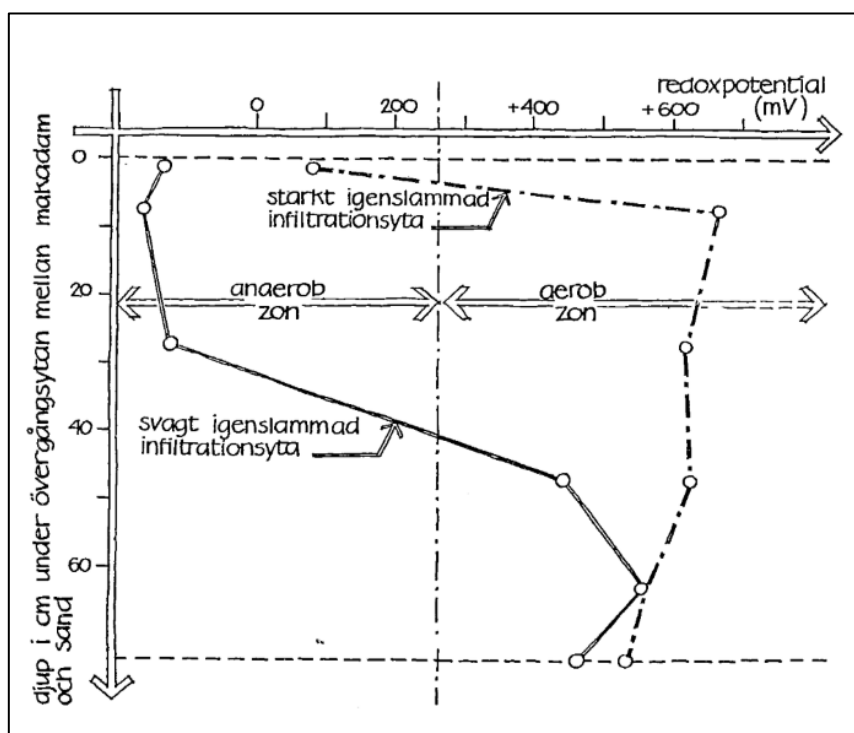 redoxpotential
(mV)
0
200
+400
+600
0
20
40
60
starkt igenslammad
infiltrationsyta
anaerob
zon
aerob
zon
svagt igenslammad
infiltrationsyta
djup i cm under övergångsytan mellan makadam
och sand